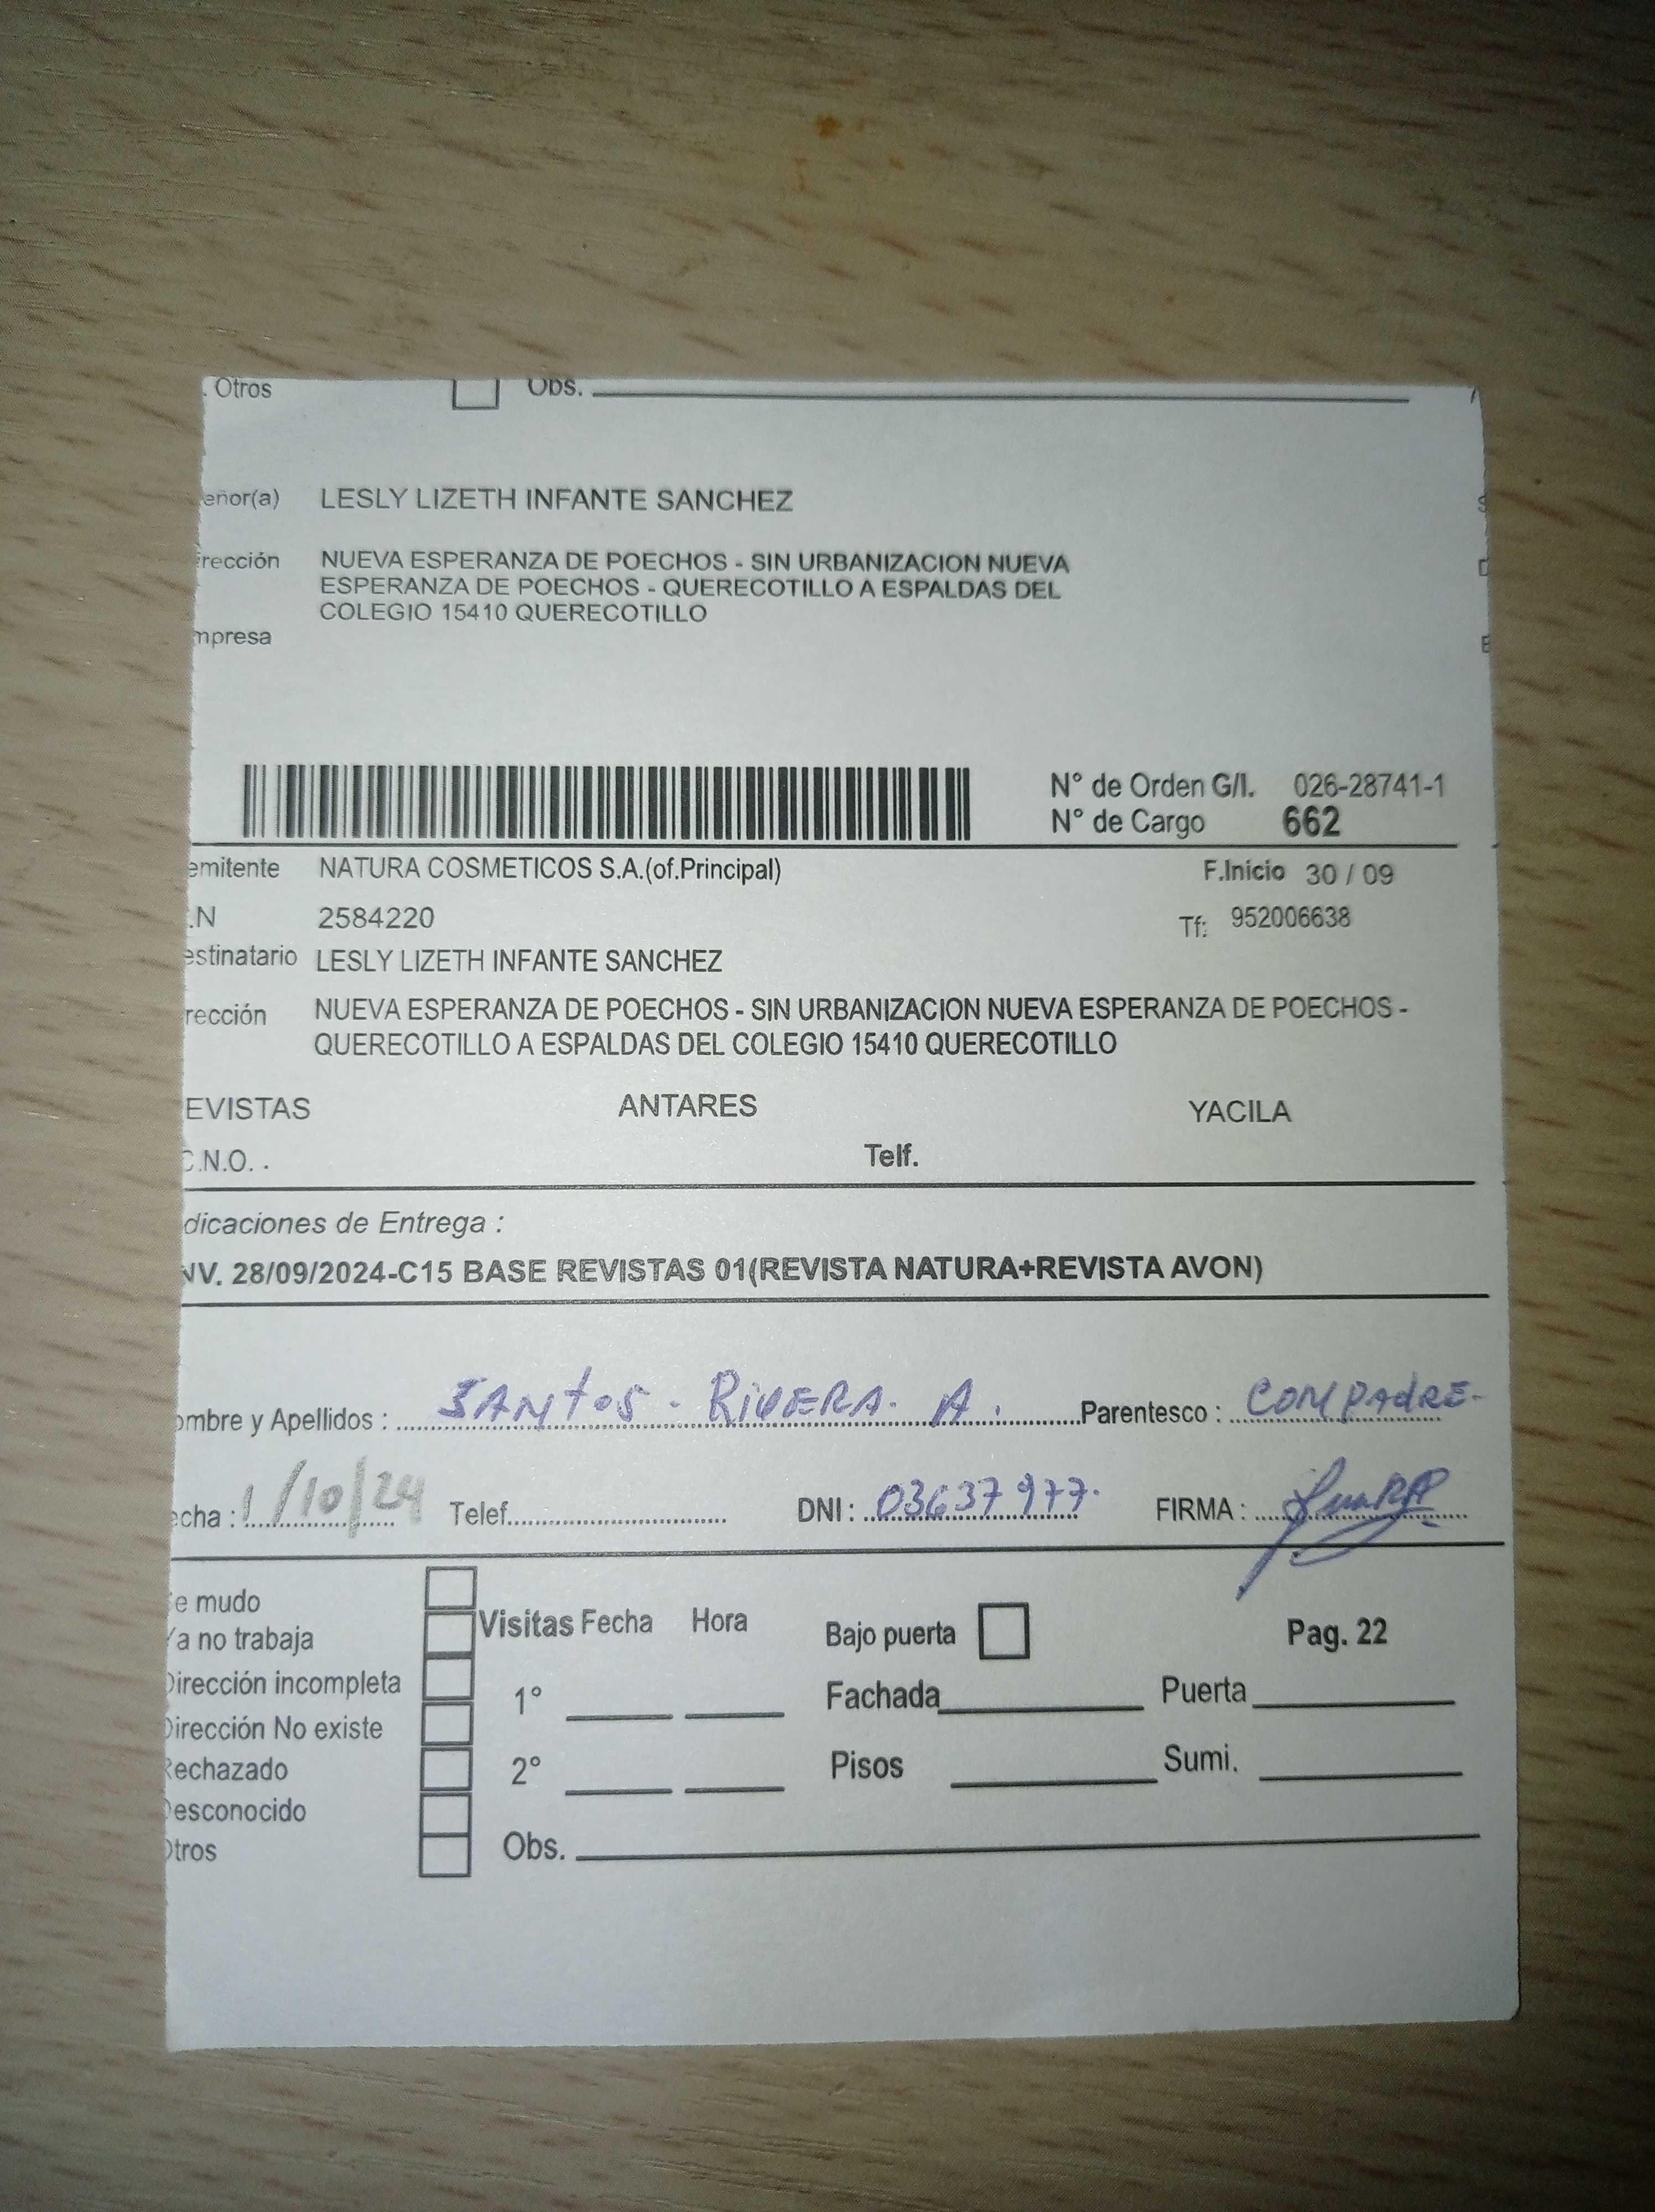 Otros Obs.
eñor(a) LESLY LIZETH INFANTE SANCHEZ
rección NUEVA ESPERANZA DE POECHOS - SIN URBANIZACION NUEVA
ESPERANZA DE POECHOS - QUERECOTILLO A ESPALDAS DEL
COLEGIO 15410 QUERECOTILLO
mpresa
N° de Orden G/I. 026-28741-1
N° de Cargo 662
emitente NATURA COSMETICOS S.A.(of.Principal) F.Inicio 30 / 09
.N 2584220 Tf: 952006638
estinatario LESLY LIZETH INFANTE SANCHEZ
rección NUEVA ESPERANZA DE POECHOS - SIN URBANIZACION NUEVA ESPERANZA DE POECHOS -
QUERECOTILLO A ESPALDAS DEL COLEGIO 15410 QUERECOTILLO
EVISTAS ANTARES YACILA
C.N.O. . Telf.
dicaciones de Entrega :
NV. 28/09/2024-C15 BASE REVISTAS 01(REVISTA NATURA+REVISTA AVON)
ombre y Apellidos : SANtos - RiVERA. A. Parentesco : COMPAdRE-
echa : 1/10/24 Telef. DNI : 03637977. FIRMA :
e mudo
Ya no trabaja Visitas Fecha Hora Bajo puerta Pag. 22
Dirección incompleta 1° Fachada Puerta
Dirección No existe
Rechazado 2° Pisos Sumi.
Desconocido
Otros Obs.